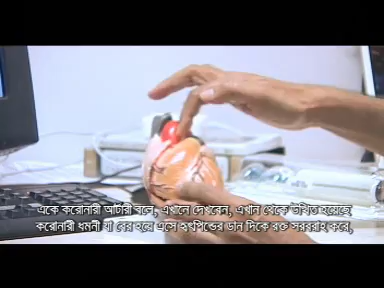 একে করোনারী আর্টারী বলে, এখানে দেখবেন, এখান থেকে উত্থিত হয়েছে
করোনারী ধমনী যা বের হয়ে এসে হৃৎপিন্ডের ডান দিকে রক্ত সরবরাহ করে,